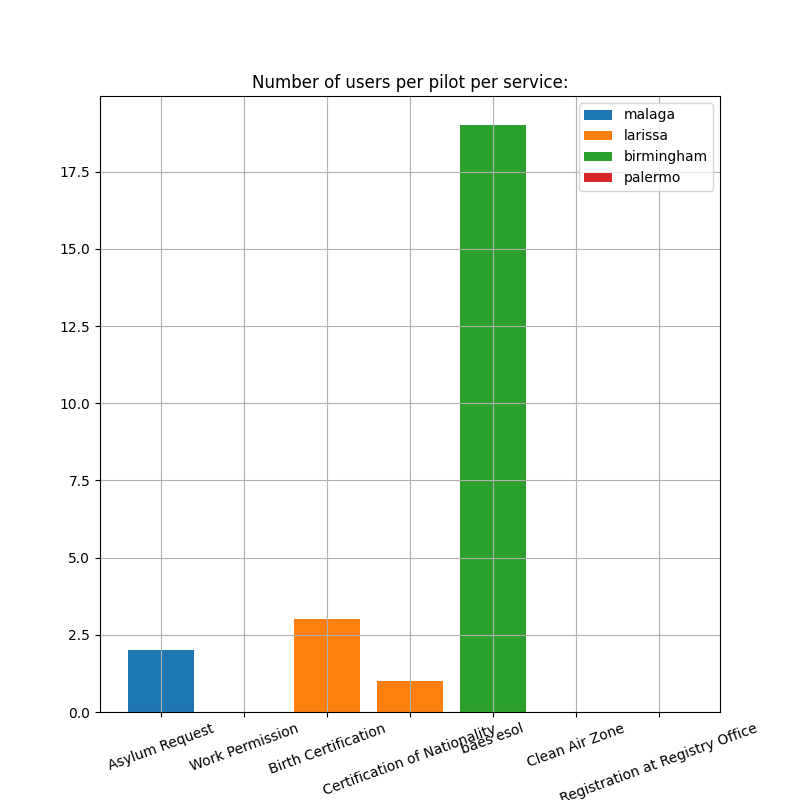 Number of users per pilot per service:
malaga
larissa
birmingham
palermo
17.5
15.0
12.5
10.0
7.5
5.0
2.5
0.0
Asylum Request
Work Permission
Birth Certification
Certification of Nationality
baes esol
Clean Air Zone
Registration at Registry Office